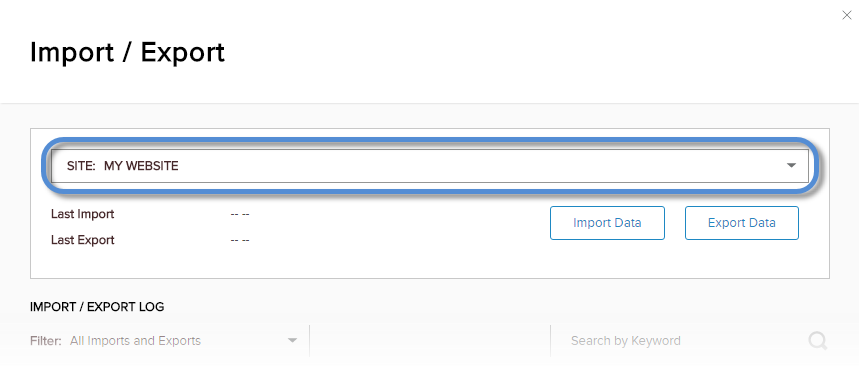 Import / Export
SITE: MY WEBSITE
Last Import -- --
Import Data Export Data
Last Export -- --
IMPORT / EXPORT LOG
Filter: All Imports and Exports Search by Keyword